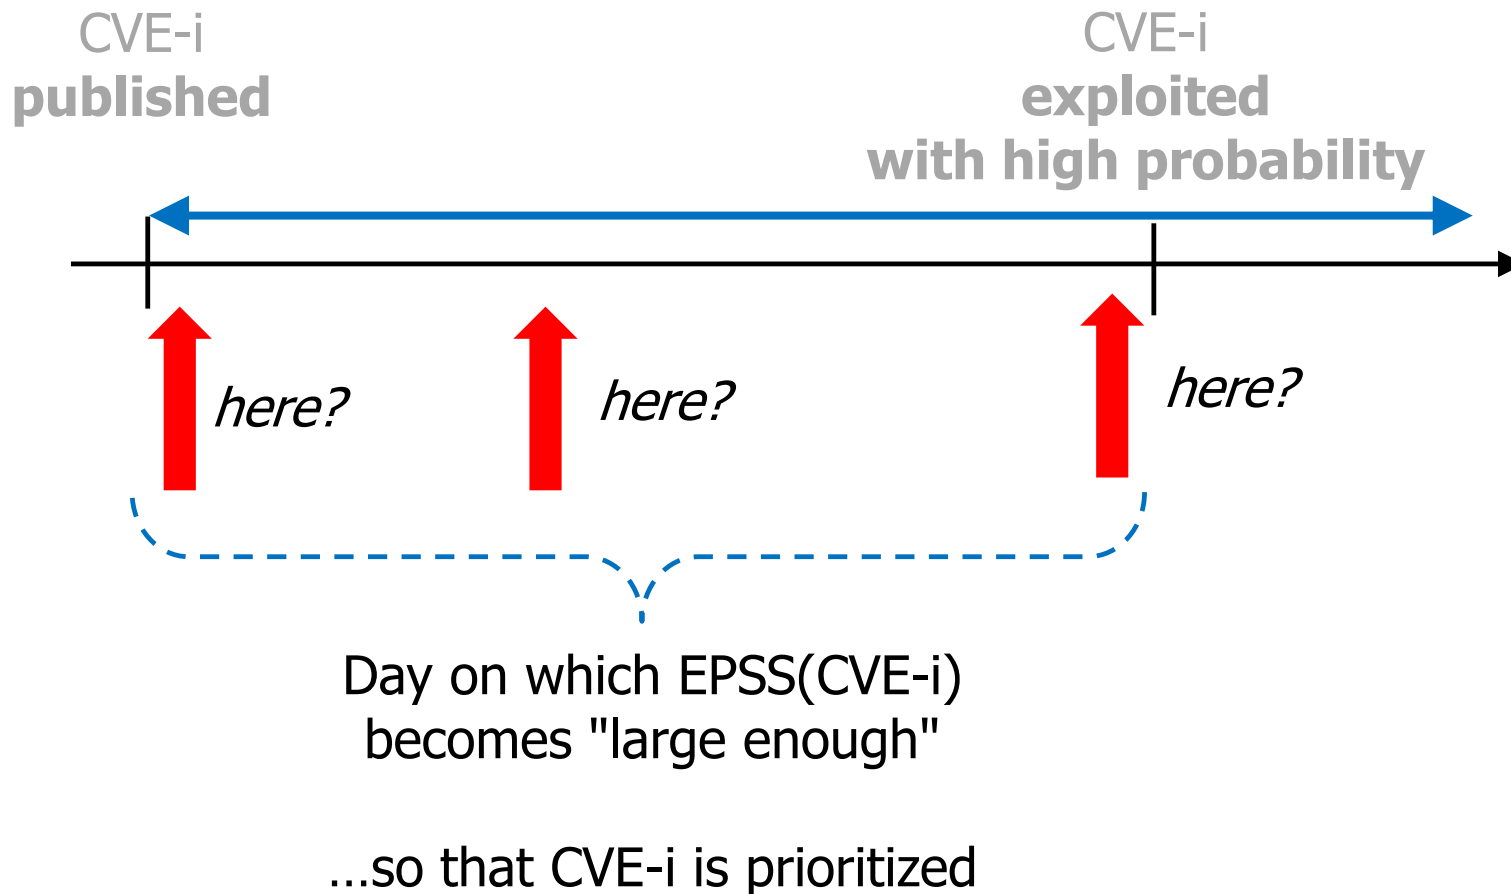 CVE-i
published
CVE-i
exploited
with high probability
here?
here?
here?
Day on which EPSS(CVE-i)
becomes "large enough"
...so that CVE-i is prioritized